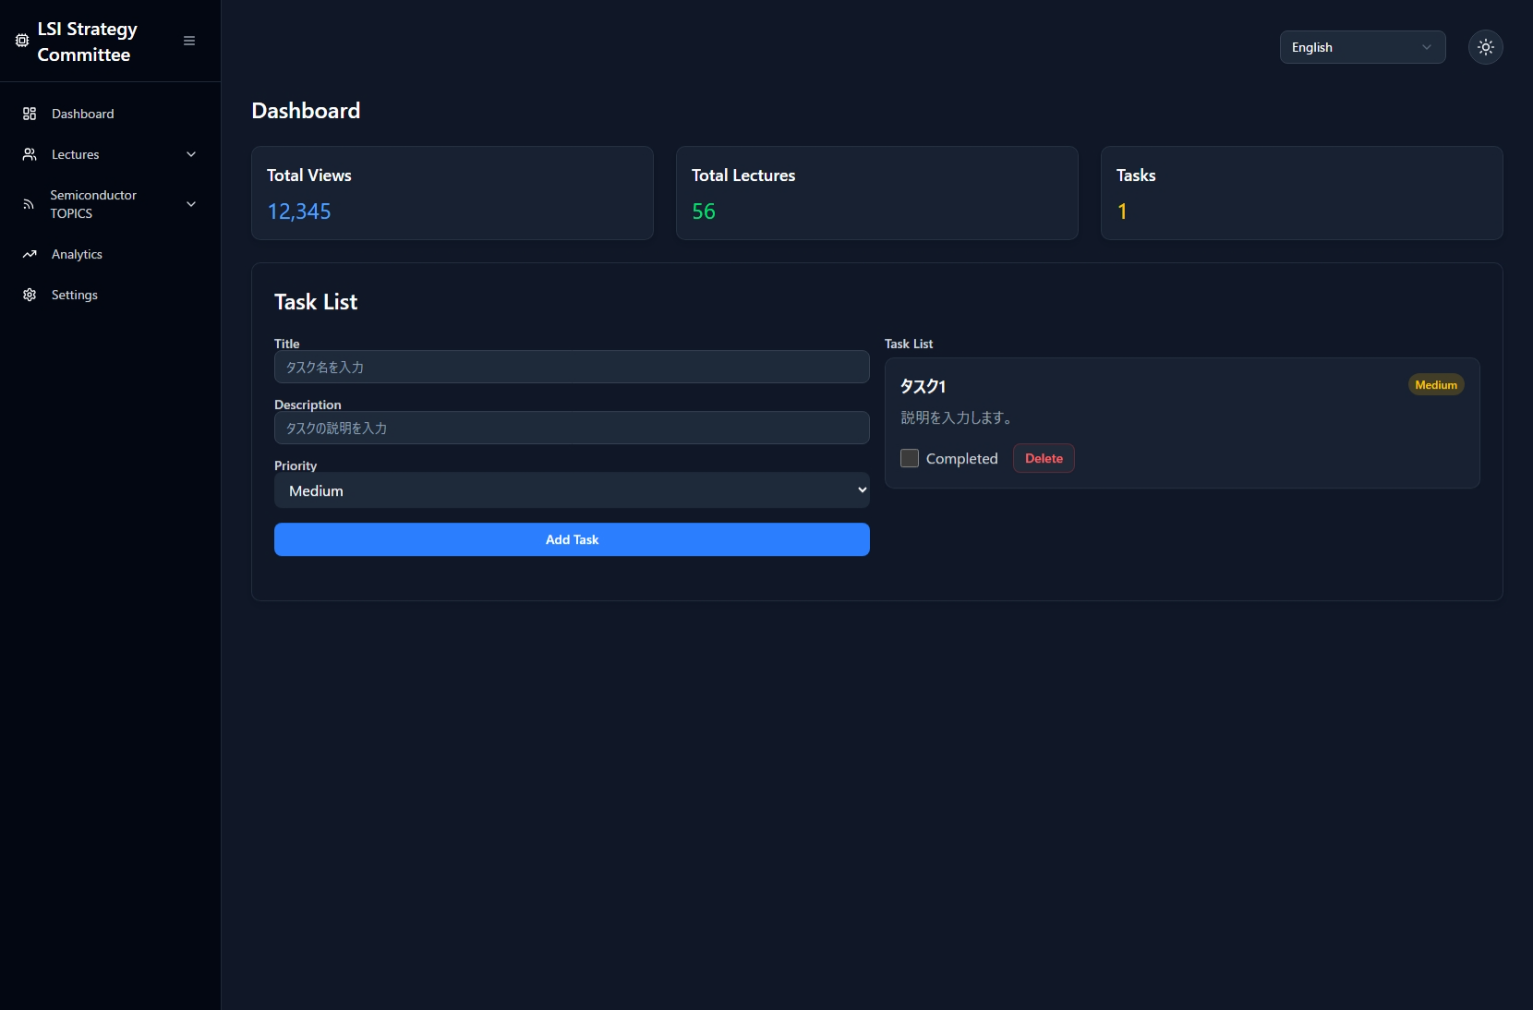 LSI Strategy
Committee
English
Dashboard
Lectures
Semiconductor
TOPICS
Analytics
Settings
Dashboard
Total Views
12,345
Total Lectures
56
Tasks
1
Task List
Title
タスク名を入力
Description
タスクの説明を入力
Priority
Medium
Add Task
Task List
タスク1
Medium
説明を入力します。
Completed
Delete